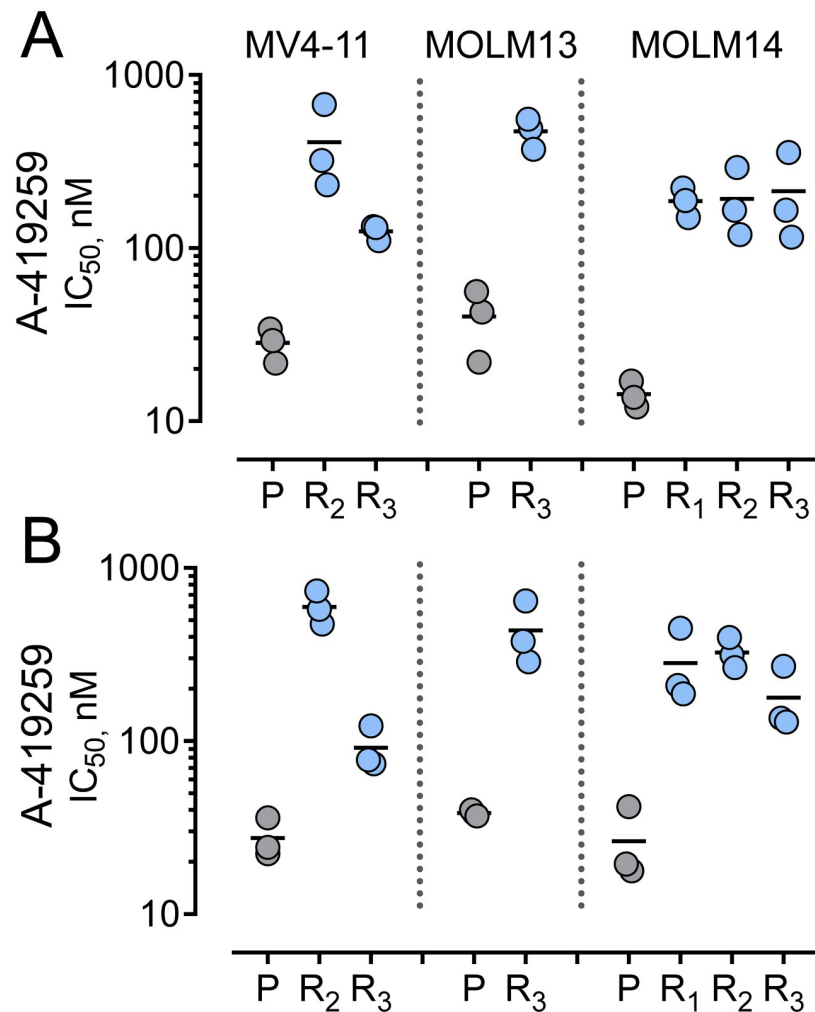 A
MV4-11 MOLM13 MOLM14
A-419259
IC50, nM
1000
100
10
P R2 R3 P R3 P R1 R2 R3
B
A-419259
IC50, nM
1000
100
10
P R2 R3 P R3 P R1 R2 R3